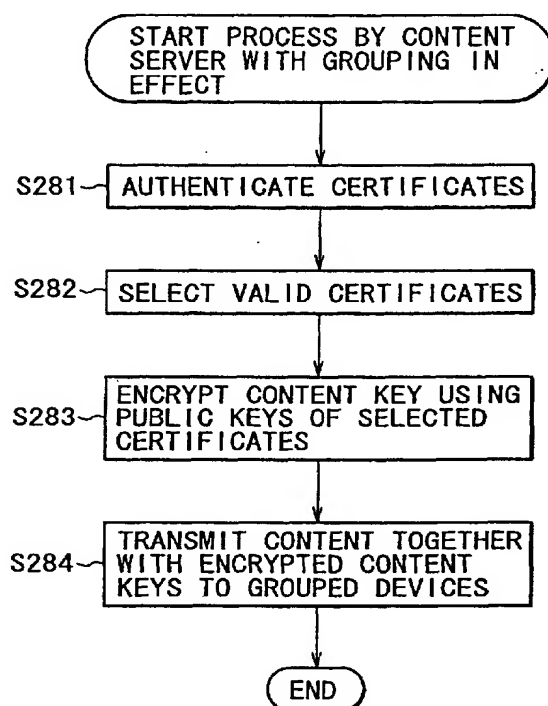 START PROCESS BY CONTENT
SERVER WITH GROUPING IN
EFFECT
S281 AUTHENTICATE CERTIFICATES
S282 SELECT VALID CERTIFICATES
ENCRYPT CONTENT KEY USING
S283 PUBLIC KEYS OF SELECTED
CERTIFICATES
TRANSMIT CONTENT TOGETHER
S284 WITH ENCRYPTED CONTENT
KEYS TO GROUPED DEVICES
END